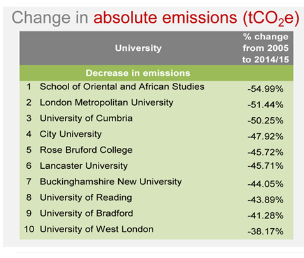 Change in absolute emissions (tCO₂e)
University % change from 2005 to 2014/15
Decrease in emissions
1 School of Oriental and African Studies -54.99%
2 London Metropolitan University -51.44%
3 University of Cumbria -50.25%
4 City University -47.92%
5 Rose Bruford College -45.72%
6 Lancaster University -45.71%
7 Buckinghamshire New University -44.05%
8 University of Reading -43.89%
9 University of Bradford -41.28%
10 University of West London -38.17%